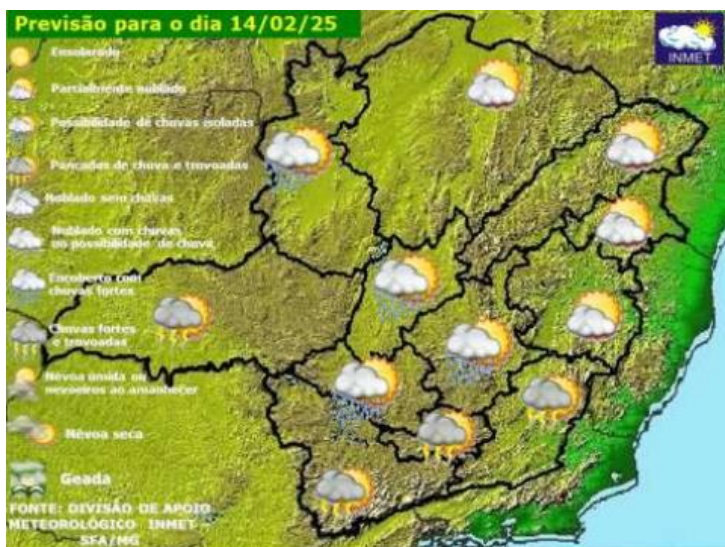 Previsão para o dia 14/02/25
INMET
Ensolarado
Parcialmente nublado
Possibilidade de chuvas isoladas
Pancadas de chuva e trovoadas
Nublado sem chuvas
Nublado com chuvas
ou possibilidade de chuva
Encoberto com
chuvas fortes
Chuvas fortes
e trovoadas
Névoa úmida ou
nevoeiros ao amanhecer
Névoa seca
Geada
FONTE: DIVISÃO DE APOIO
METEOROLÓGICO INMET -
SFA/MG